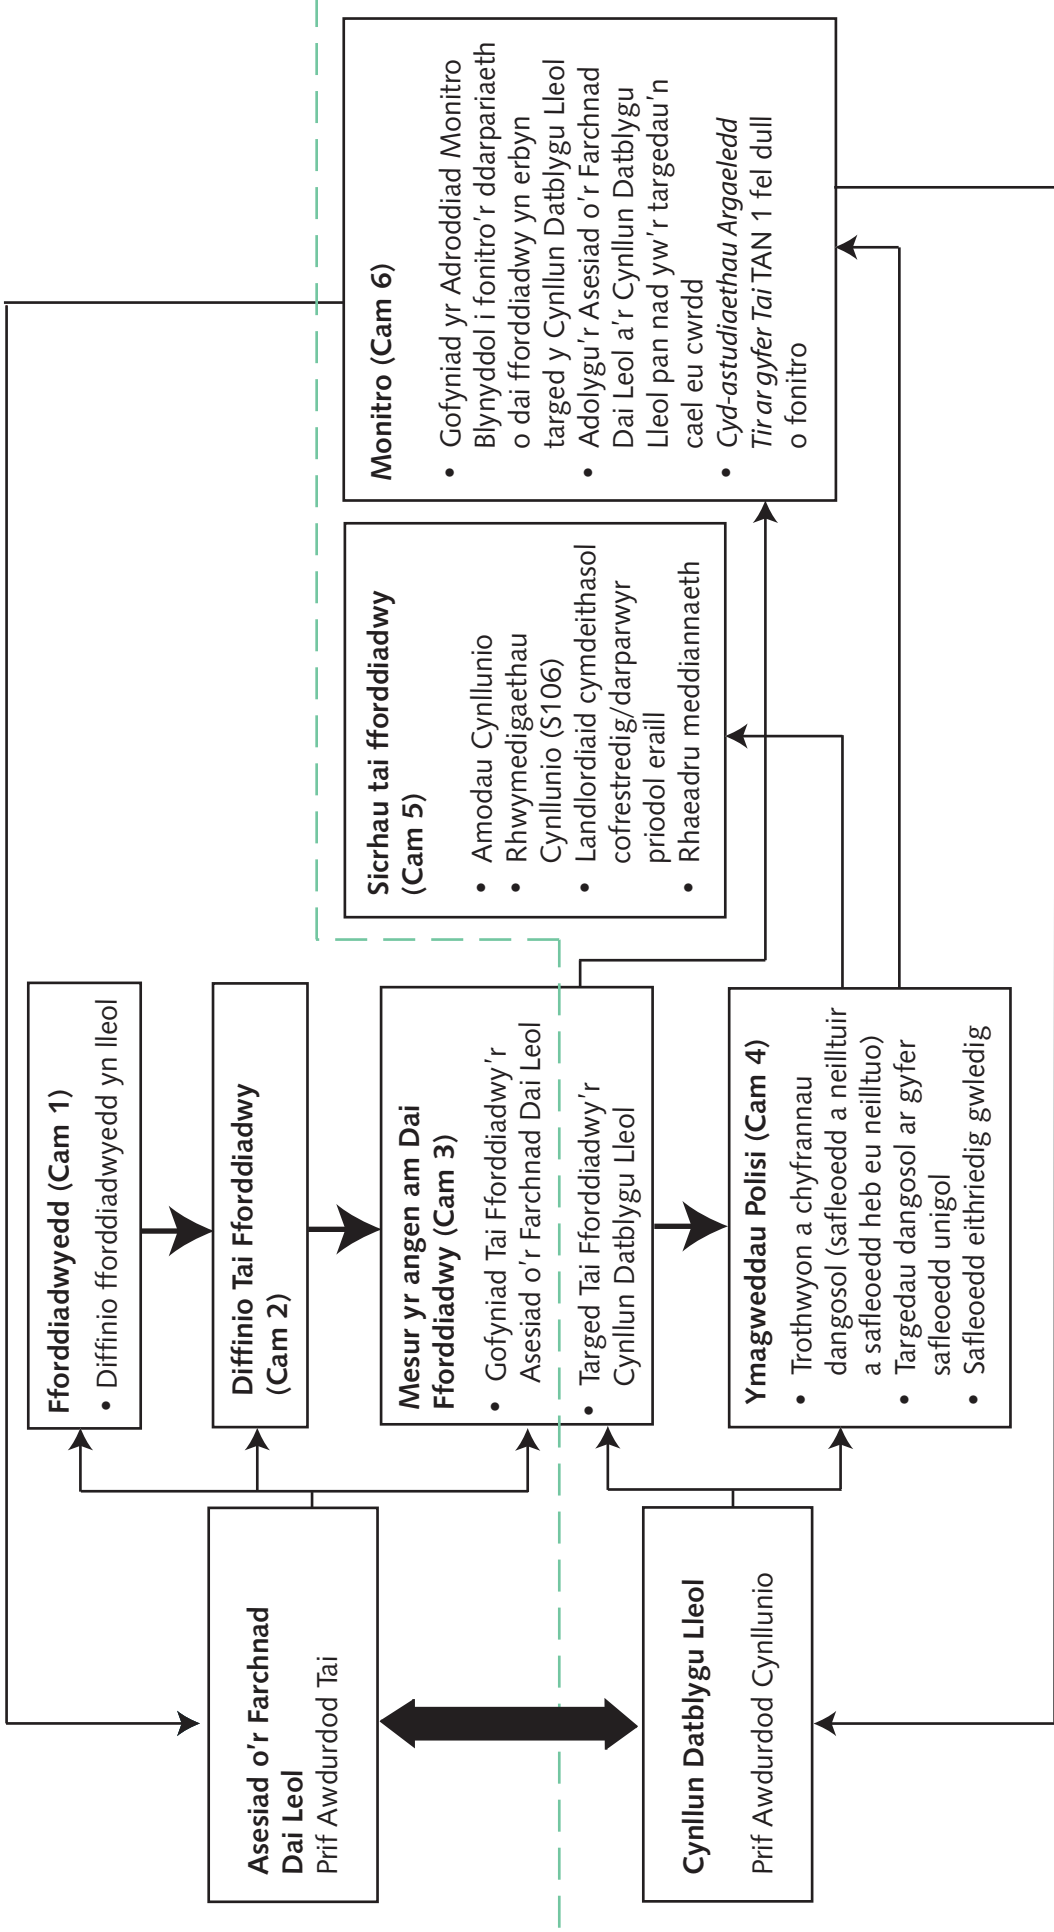 Asesiad o'r Farchnad
Dai Leol
Prif Awdurdod Tai
Cynllun Datblygu Lleol
Prif Awdurdod Cynllunio
Fforddiadwyedd (Cam 1)
• Diffinio fforddiadwyedd yn lleol
Diffinio Tai Fforddiadwy
(Cam 2)
Mesur yr angen am Dai
Fforddiadwy (Cam 3)
• Gofyniad Tai Fforddiadwy'r
Asesiad o'r Farchnad Dai Leol
• Targed Tai Fforddiadwy'r
Cynllun Datblygu Lleol
Ymagweddau Polisi (Cam 4)
• Trothwyon a chyfrannau
dangosol (safleoedd a neilltuir
a safleoedd heb eu neilltuo)
• Targedau dangosol ar gyfer
safleoedd unigol
• Safleoedd eithriedig gwledig
Sicrhau tai fforddiadwy
(Cam 5)
• Amodau Cynllunio
• Rhwymedigaethau
Cynllunio (S106)
• Landlordiaid cymdeithasol
cofrestredig/darparwyr
priodol eraill
• Rhaeadru meddiannaeth
Monitro (Cam 6)
• Gofyniad yr Adroddiad Monitro
Blynyddol i fonitro'r ddarpariaeth
o dai fforddiadwy yn erbyn
targed y Cynllun Datblygu Lleol
• Adolygu'r Asesiad o'r Farchnad
Dai Leol a'r Cynllun Datblygu
Lleol pan nad yw'r targedau'n
cael eu cwrdd
• Cyd-astudiaethau Argaeledd
Tir ar gyfer Tai TAN 1 fel dull
o fonitro